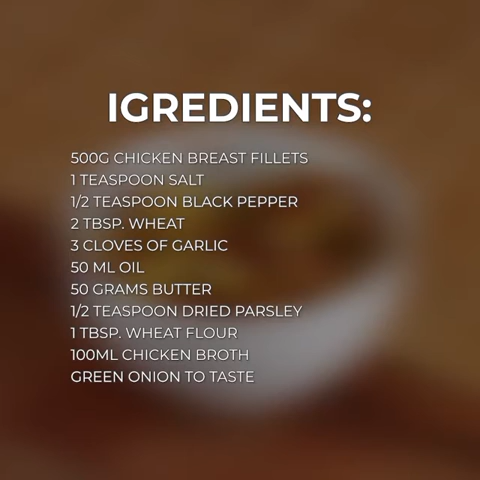 IGREDIENTS:
500G CHICKEN BREAST FILLETS
1 TEASPOON SALT
1/2 TEASPOON BLACK PEPPER
2 TBSP. WHEAT
3 CLOVES OF GARLIC
50 ML OIL
50 GRAMS BUTTER
1/2 TEASPOON DRIED PARSLEY
1 TBSP. WHEAT FLOUR
100ML CHICKEN BROTH
GREEN ONION TO TASTE